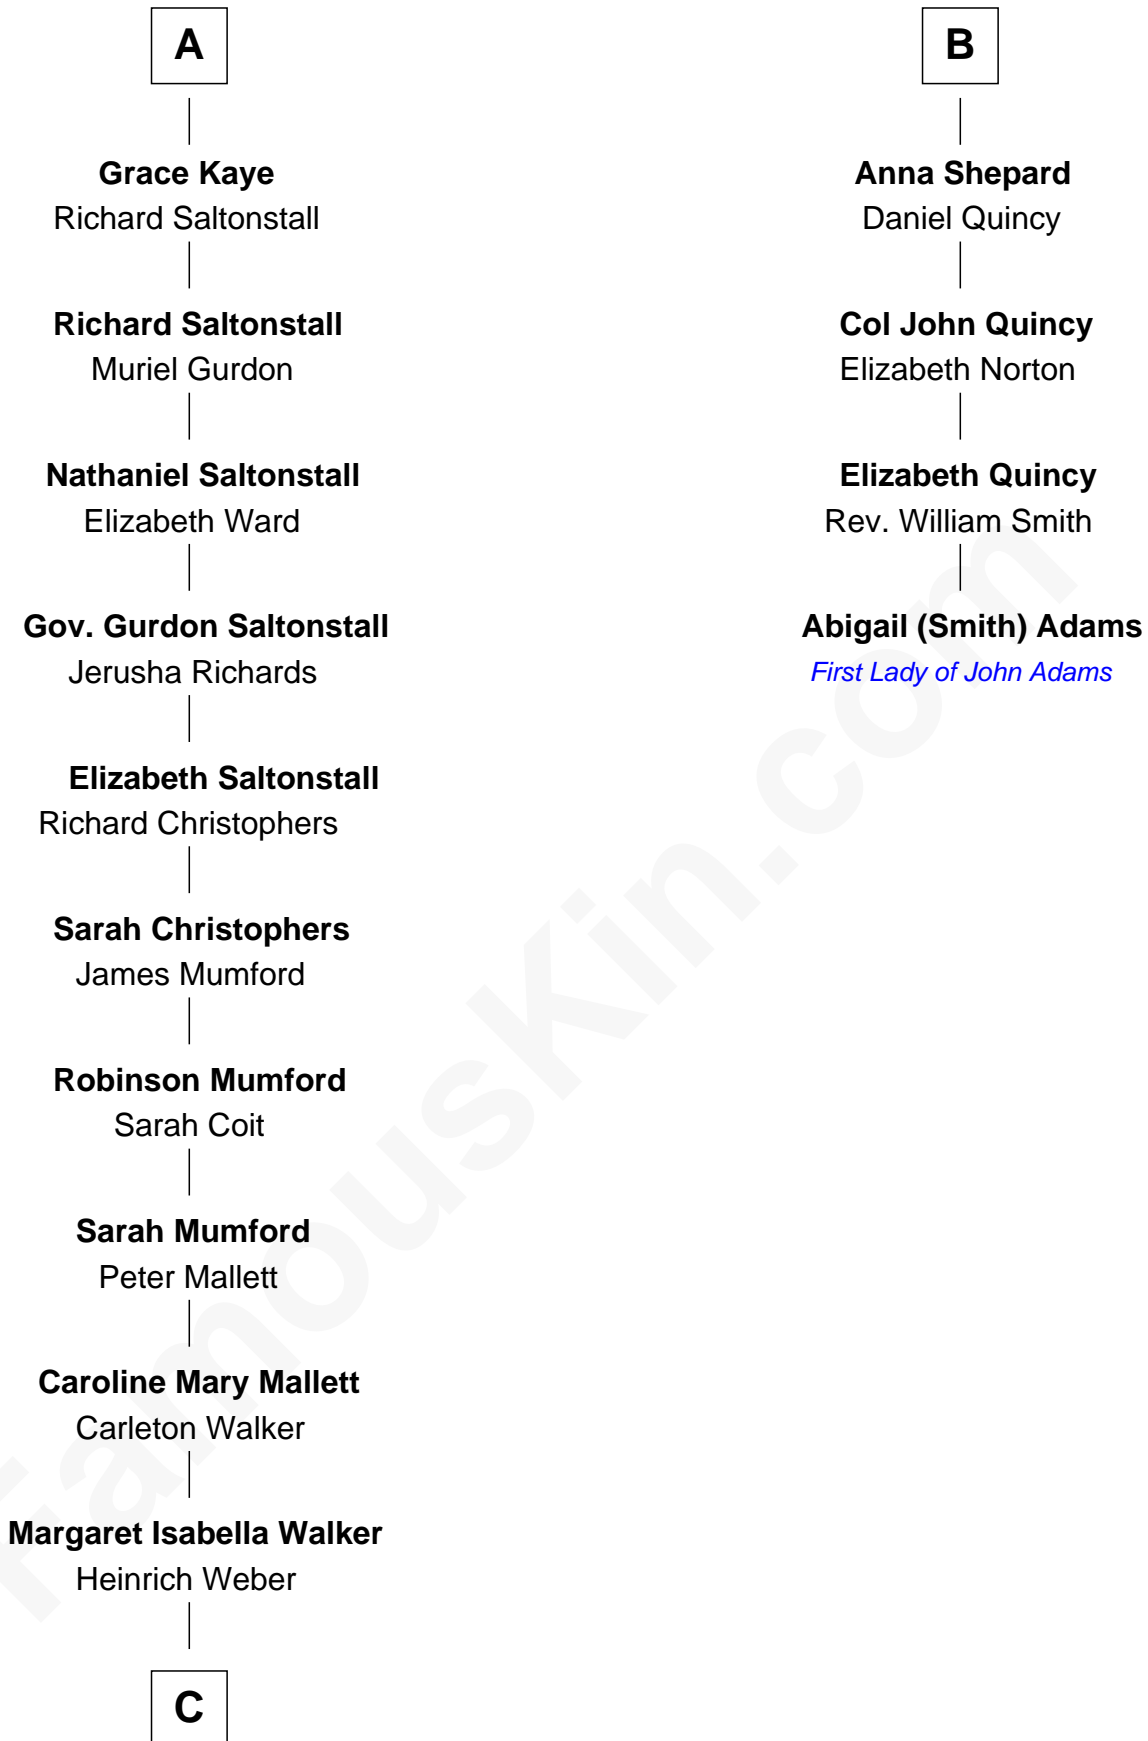 A
Grace Kaye
Richard Saltonstall
Richard Saltonstall
Muriel Gurdon
Nathaniel Saltonstall
Elizabeth Ward
Gov. Gurdon Saltonstall
Jerusha Richards
Elizabeth Saltonstall
Richard Christophers
Sarah Christophers
James Mumford
Robinson Mumford
Sarah Coit
Sarah Mumford
Peter Mallett
Caroline Mary Mallett
Carleton Walker
Margaret Isabella Walker
Heinrich Weber
C
B
Anna Shepard
Daniel Quincy
Col John Quincy
Elizabeth Norton
Elizabeth Quincy
Rev. William Smith
Abigail (Smith) Adams
First Lady of John Adams
FamousKin.com